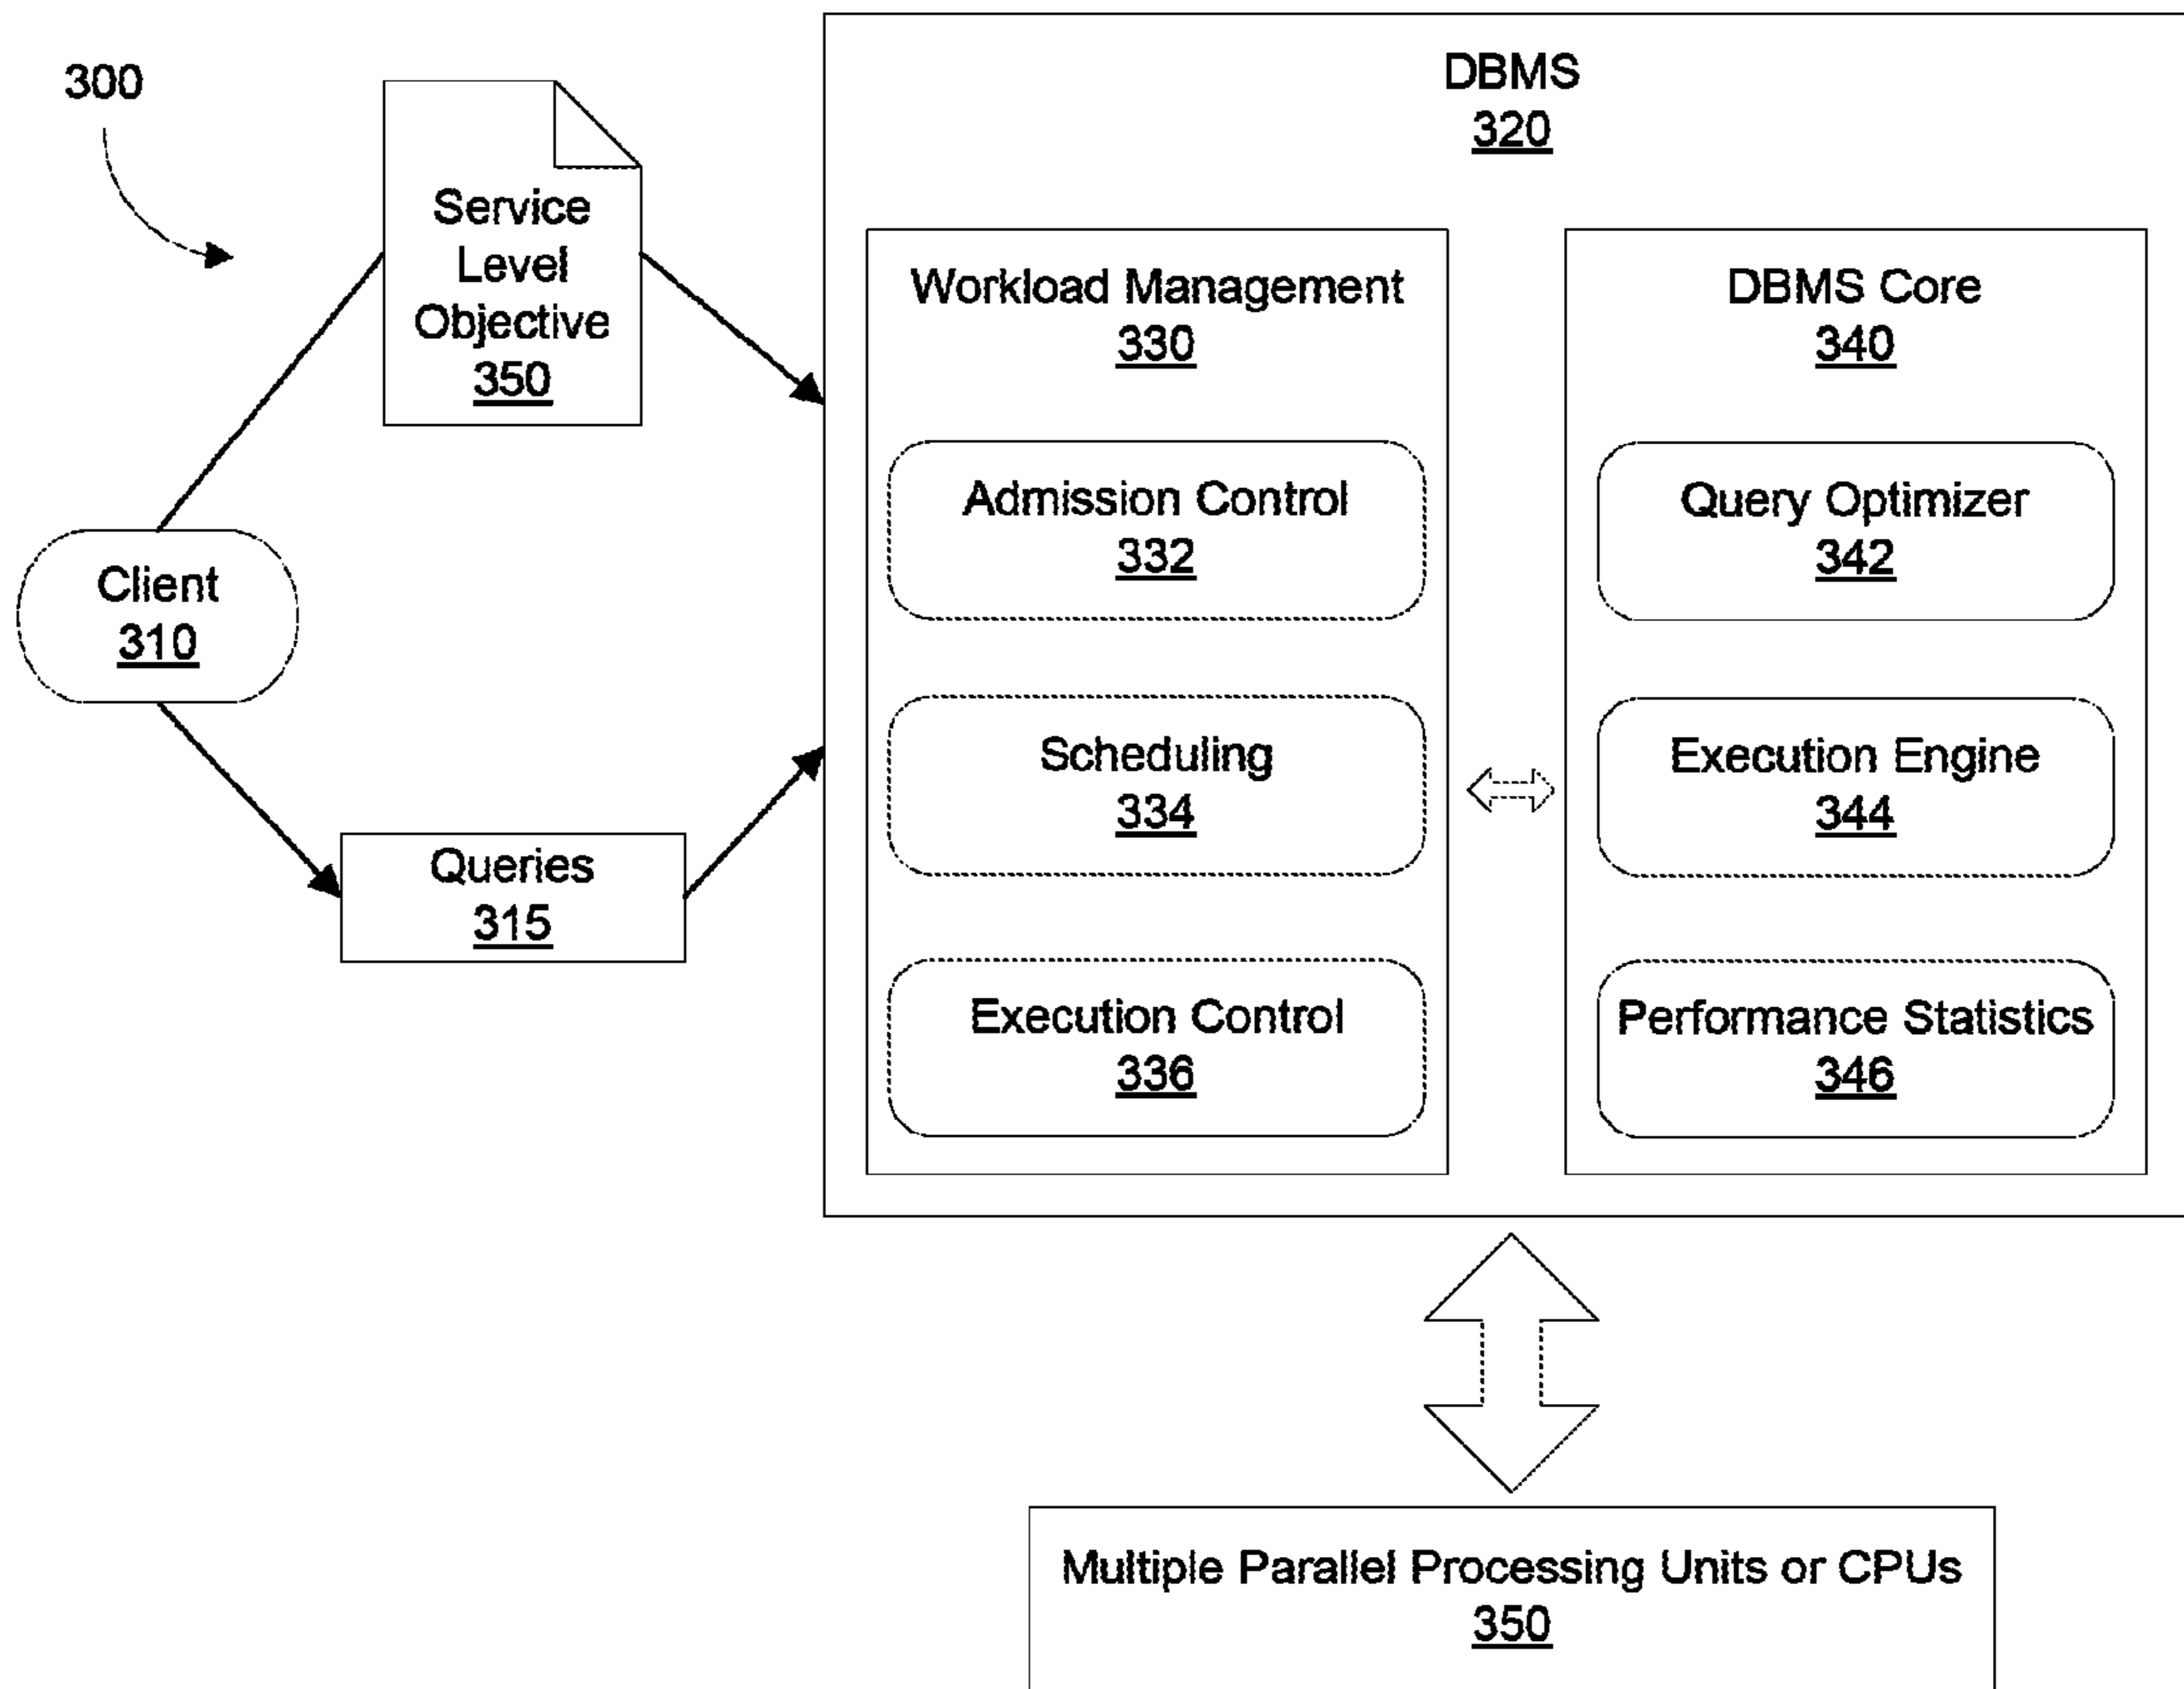 300
Service
Level
Objective
350
Client
310
Queries
315
DBMS
320
Workload Management
330
Admission Control
332
Scheduling
334
Execution Control
336
DBMS Core
340
Query Optimizer
342
Execution Engine
344
Performance Statistics
346
Multiple Parallel Processing Units or CPUs
350